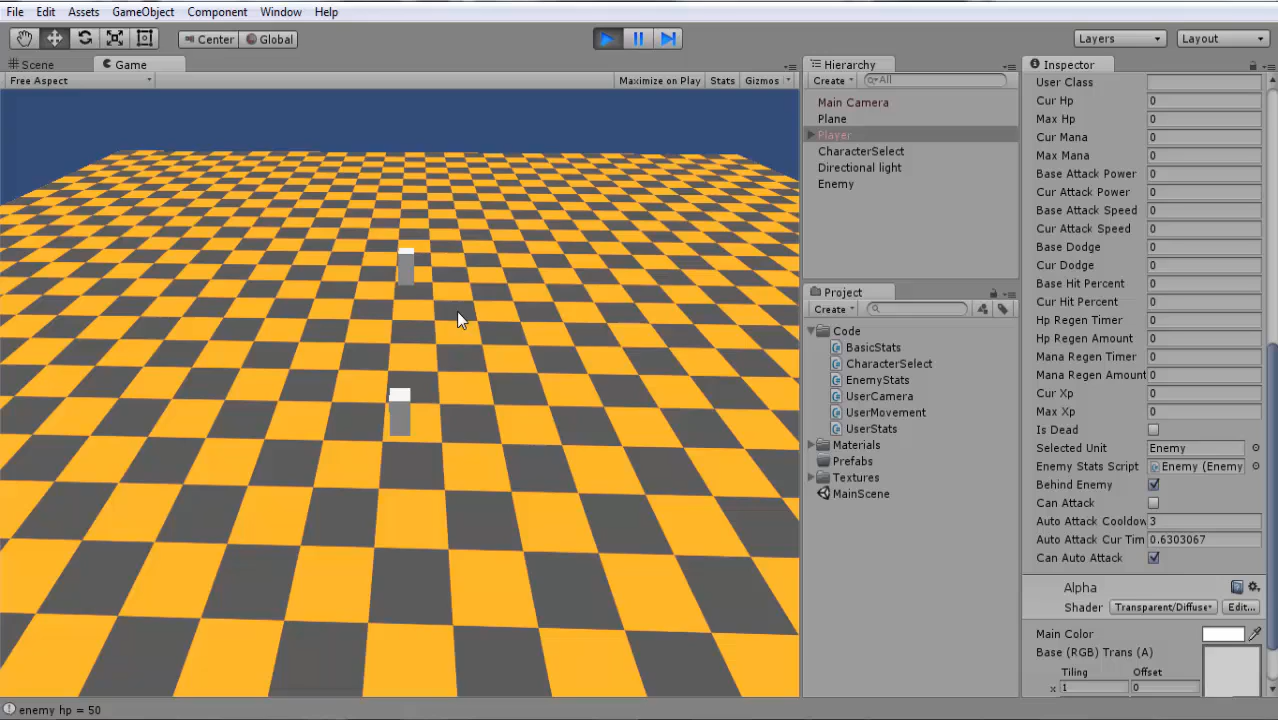 File Edit Assets GameObject Component Window Help
Center Global Layers Layout
Scene Game
Free Aspect Maximize on Play Stats Gizmos
Hierarchy
Create All
Main Camera
Plane
Player
CharacterSelect
Directional light
Enemy
Project
Create
Code
BasicStats
CharacterSelect
EnemyStats
UserCamera
UserMovement
UserStats
Materials
Prefabs
Textures
MainScene
Inspector
User Class
Cur Hp 0
Max Hp 0
Cur Mana 0
Max Mana 0
Base Attack Power 0
Cur Attack Power 0
Base Attack Speed 0
Cur Attack Speed 0
Base Dodge 0
Cur Dodge 0
Base Hit Percent 0
Cur Hit Percent 0
Hp Regen Timer 0
Hp Regen Amount 0
Mana Regen Timer 0
Mana Regen Amount 0
Cur Xp 0
Max Xp 0
Is Dead
Selected Unit Enemy
Enemy Stats Script Enemy (Enemy
Behind Enemy
Can Attack
Auto Attack Cooldow 3
Auto Attack Cur Tim 0.6303067
Can Auto Attack
Alpha
Shader Transparent/Diffuse Edit...
Main Color
Base (RGB) Trans (A)
Tiling Offset
x 1 0
enemy hp = 50